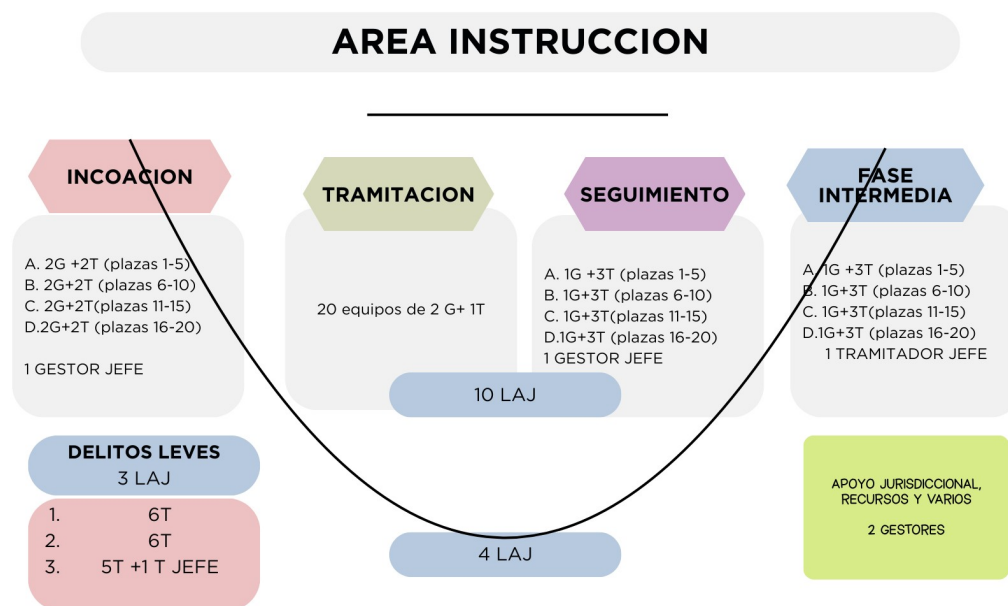 AREA INSTRUCCION
INCOACION
A. 2G +2T (plazas 1-5)
B. 2G+2T (plazas 6-10)
C. 2G+2T(plazas 11-15)
D.2G+2T (plazas 16-20)
1 GESTOR JEFE
TRAMITACION
20 equipos de 2 G+ 1T
SEGUIMIENTO
A. 1G +3T (plazas 1-5)
B. 1G+3T (plazas 6-10)
C. 1G+3T(plazas 11-15)
D.1G+3T (plazas 16-20)
1 GESTOR JEFE
10 LAJ
FASE
INTERMEDIA
A. 1G +3T (plazas 1-5)
B. 1G+3T (plazas 6-10)
C. 1G+3T(plazas 11-15)
D.1G+3T (plazas 16-20)
1 TRAMITADOR JEFE
DELITOS LEVES
3 LAJ
1. 6T
2. 6T
3. 5T +1 T JEFE
4 LAJ
APOYO JURISDICCIONAL,
RECURSOS Y VARIOS
2 GESTORES